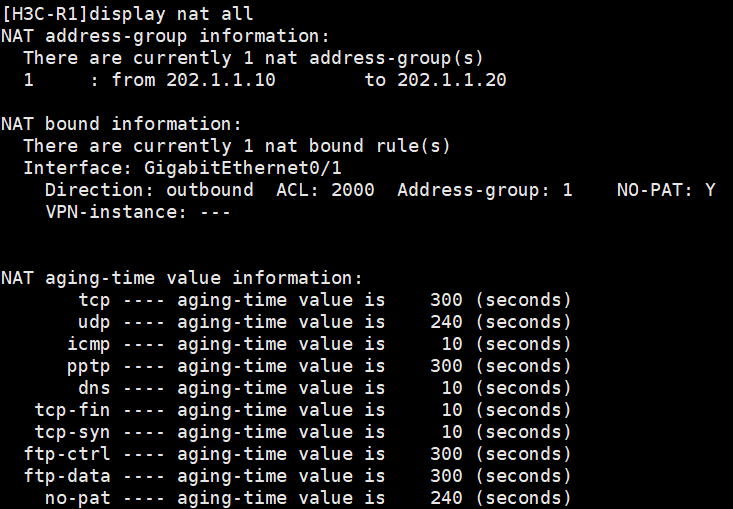 [H3C-R1]display nat all
NAT address-group information:
  There are currently 1 nat address-group(s)
  1     : from 202.1.1.10        to 202.1.1.20

NAT bound information:
  There are currently 1 nat bound rule(s)
  Interface: GigabitEthernet0/1
    Direction: outbound  ACL: 2000  Address-group: 1    NO-PAT: Y
    VPN-instance: ---


NAT aging-time value information:
       tcp ---- aging-time value is    300 (seconds)
       udp ---- aging-time value is    240 (seconds)
      icmp ---- aging-time value is     10 (seconds)
      pptp ---- aging-time value is    300 (seconds)
       dns ---- aging-time value is     10 (seconds)
   tcp-fin ---- aging-time value is     10 (seconds)
   tcp-syn ---- aging-time value is     10 (seconds)
  ftp-ctrl ---- aging-time value is    300 (seconds)
  ftp-data ---- aging-time value is    300 (seconds)
    no-pat ---- aging-time value is    240 (seconds)